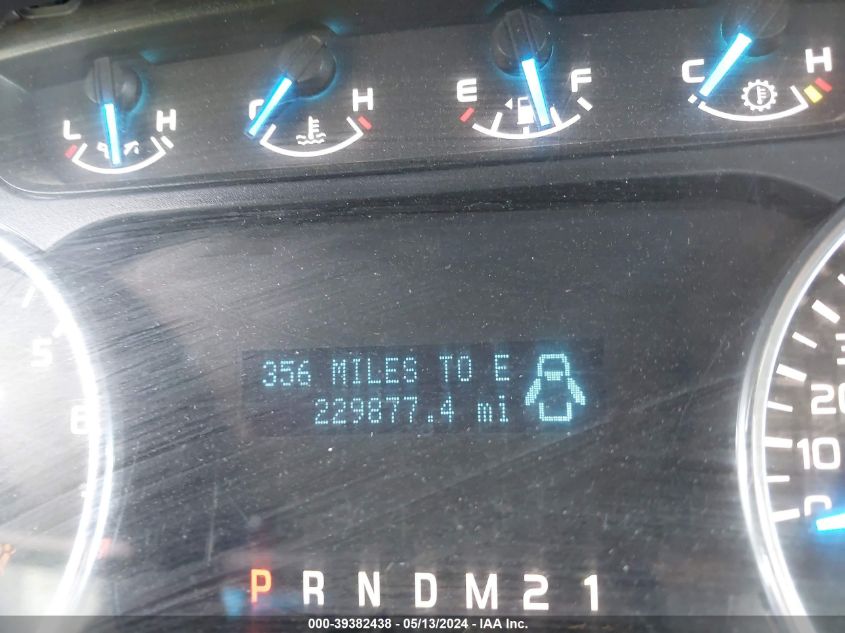 L H C H E F C H
5
6
356 MILES TO E
229877.4 mi
20
10
0
P R N D M 2 1
000-39382438 - 05/13/2024 - IAA Inc.